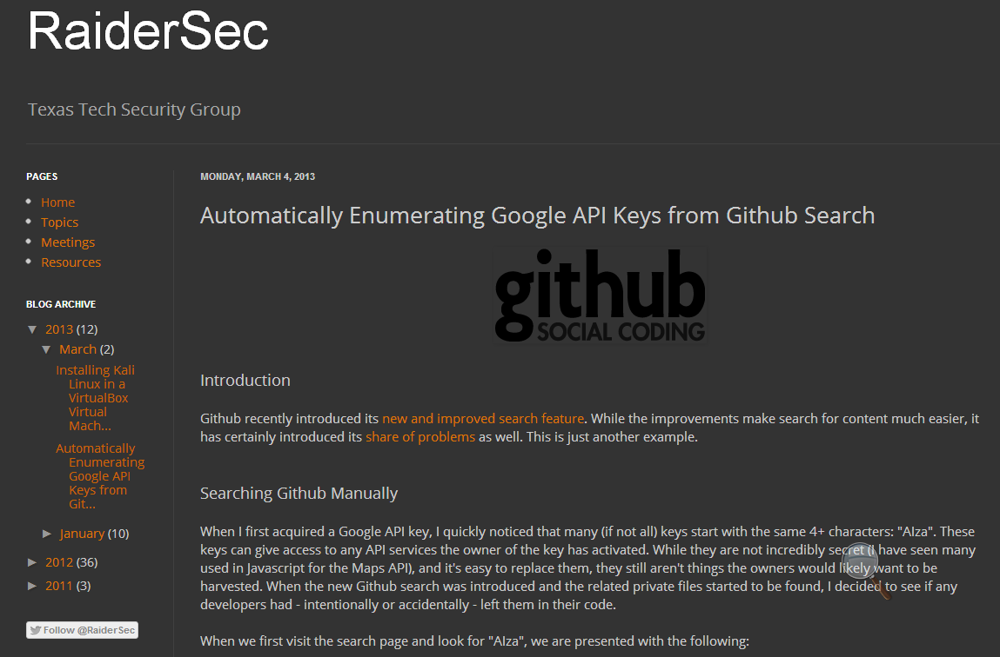 RaiderSec
Texas Tech Security Group
PAGES
Home
Topics
Meetings
Resources
BLOG ARCHIVE
▼ 2013 (12)
▼ March (2)
Installing Kali
Linux in a
VirtualBox
Virtual
Mach...
Automatically
Enumerating
Google API
Keys from
Git...
► January (10)
► 2012 (36)
► 2011 (3)
Follow @RaiderSec
MONDAY, MARCH 4, 2013
Automatically Enumerating Google API Keys from Github Search
github
SOCIAL CODING
Introduction
Github recently introduced its new and improved search feature. While the improvements make search for content much easier, it
has certainly introduced its share of problems as well. This is just another example.
Searching Github Manually
When I first acquired a Google API key, I quickly noticed that many (if not all) keys start with the same 4+ characters: "AIza". These
keys can give access to any API services the owner of the key has activated. While they are not incredibly secret (I have seen many
used in Javascript for the Maps API), and it's easy to replace them, they still aren't things the owners would likely want to be
harvested. When the new Github search was introduced and the related private files started to be found, I decided to see if any
developers had - intentionally or accidentally - left them in their code.
When we first visit the search page and look for "AIza", we are presented with the following: